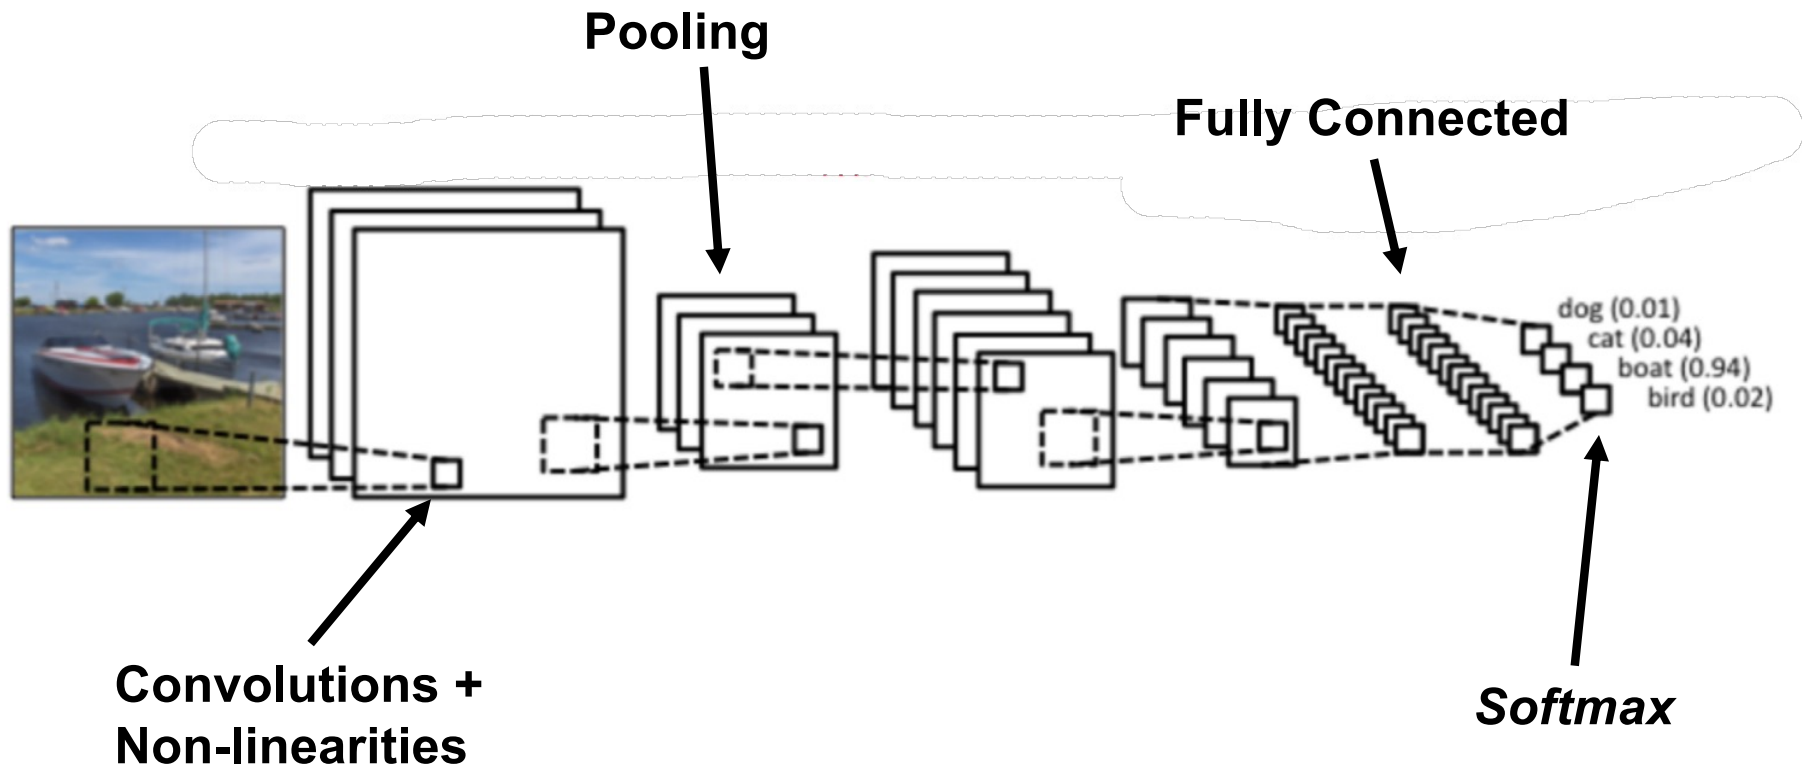 Pooling
Fully Connected
dog (0.01)
cat (0.04)
boat (0.94)
bird (0.02)
Convolutions +
Non-linearities
Softmax